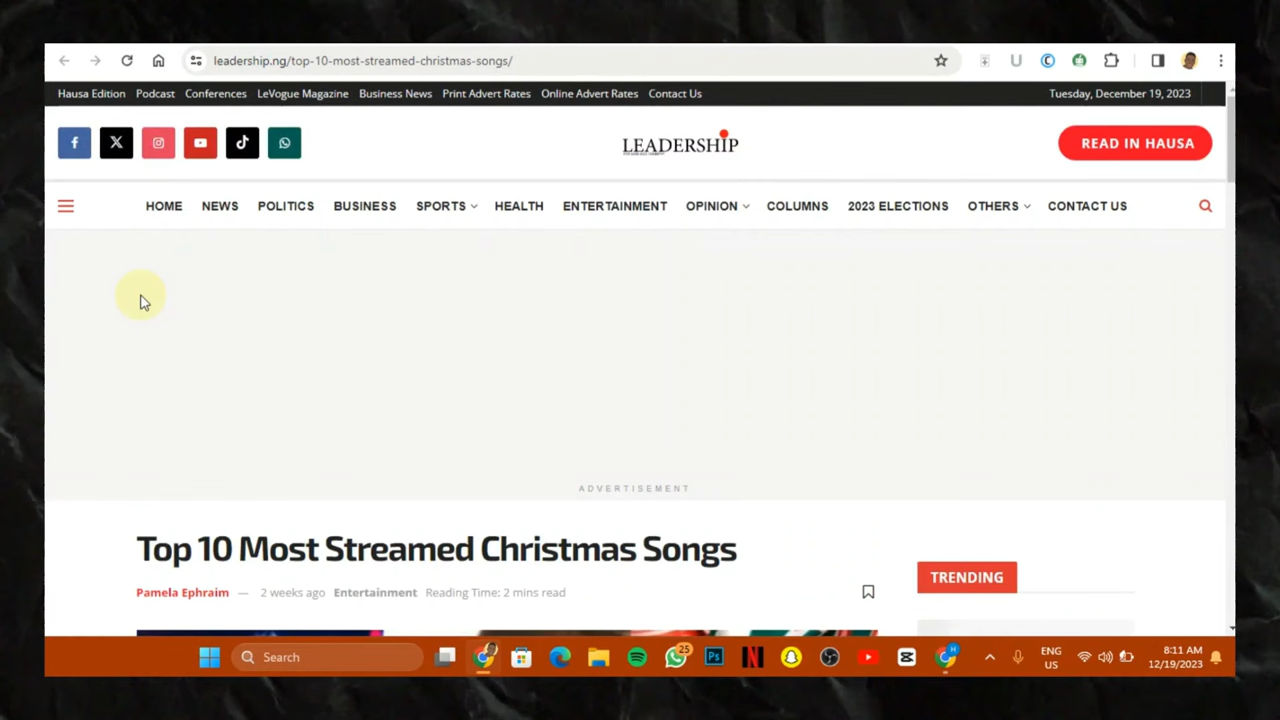 leadership.ng/top-10-most-streamed-christmas-songs/
U
C
Hausa Edition Podcast Conferences LeVogue Magazine Business News Print Advert Rates Online Advert Rates Contact Us Tuesday, December 19, 2023
LEADERSHIP
READ IN HAUSA
HOME NEWS POLITICS BUSINESS SPORTS HEALTH ENTERTAINMENT OPINION COLUMNS 2023 ELECTIONS OTHERS CONTACT US
ADVERTISEMENT
Top 10 Most Streamed Christmas Songs
Pamela Ephraim — 2 weeks ago Entertainment Reading Time: 2 mins read
TRENDING
Search
25
Ps
N
H
ENG
US
8:11 AM
12/19/2023